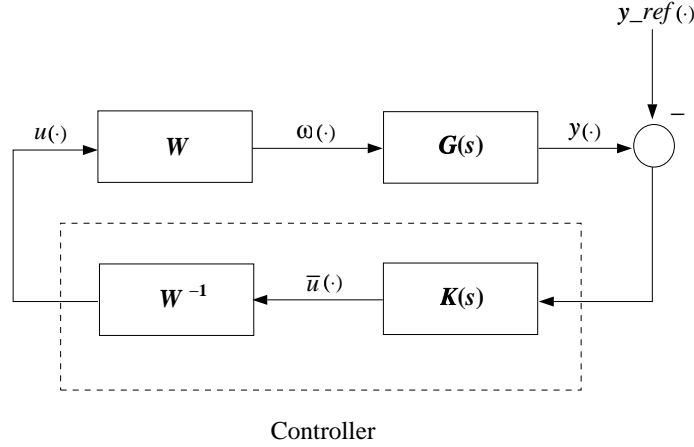 y_ref(·)
−
u(·)
W
ω(·)
G(s)
y(·)
W⁻¹
u̅(·)
K(s)
Controller